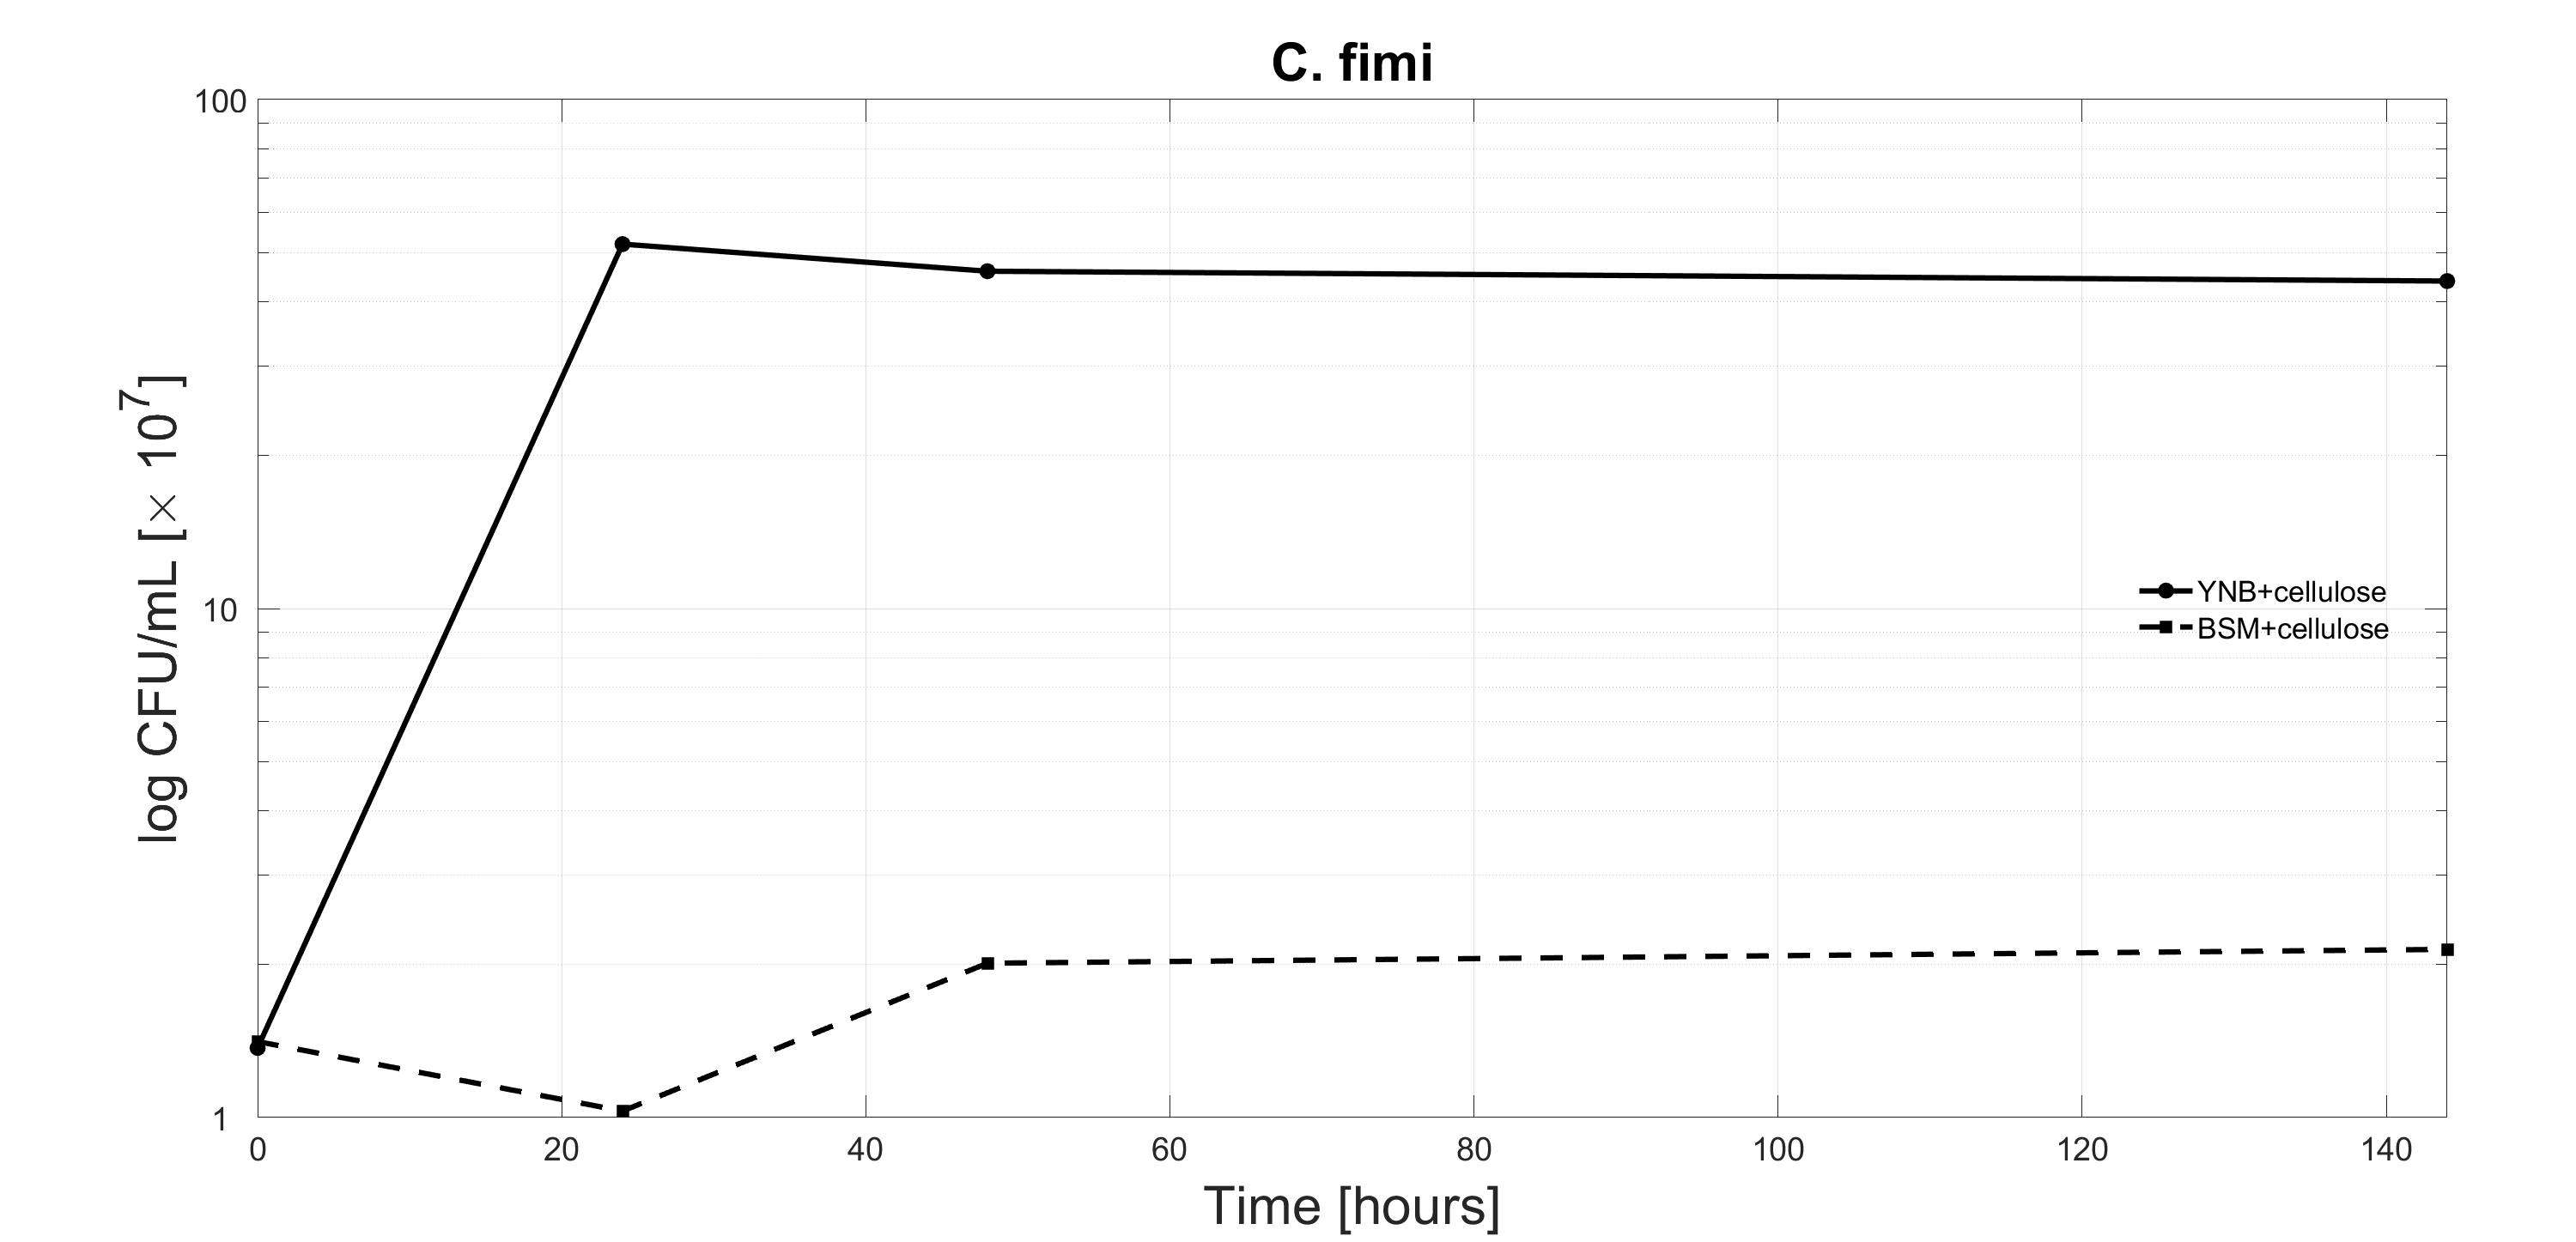 C. fimi
100
10
1
log CFU/mL [× 10⁷]
YNB+cellulose
BSM+cellulose
0 20 40 60 80 100 120 140
Time [hours]